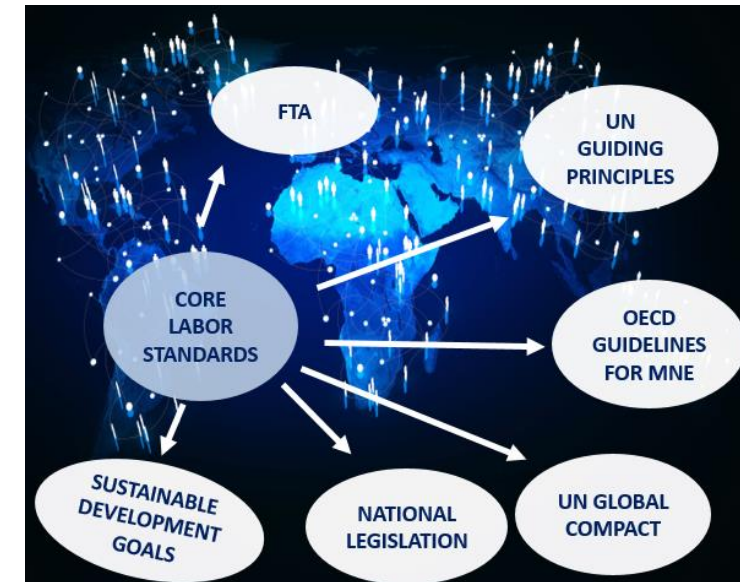 FTA
UN
GUIDING
PRINCIPLES
CORE
LABOR
STANDARDS
OECD
GUIDELINES
FOR MNE
SUSTAINABLE
DEVELOPMENT
GOALS
NATIONAL
LEGISLATION
UN GLOBAL
COMPACT